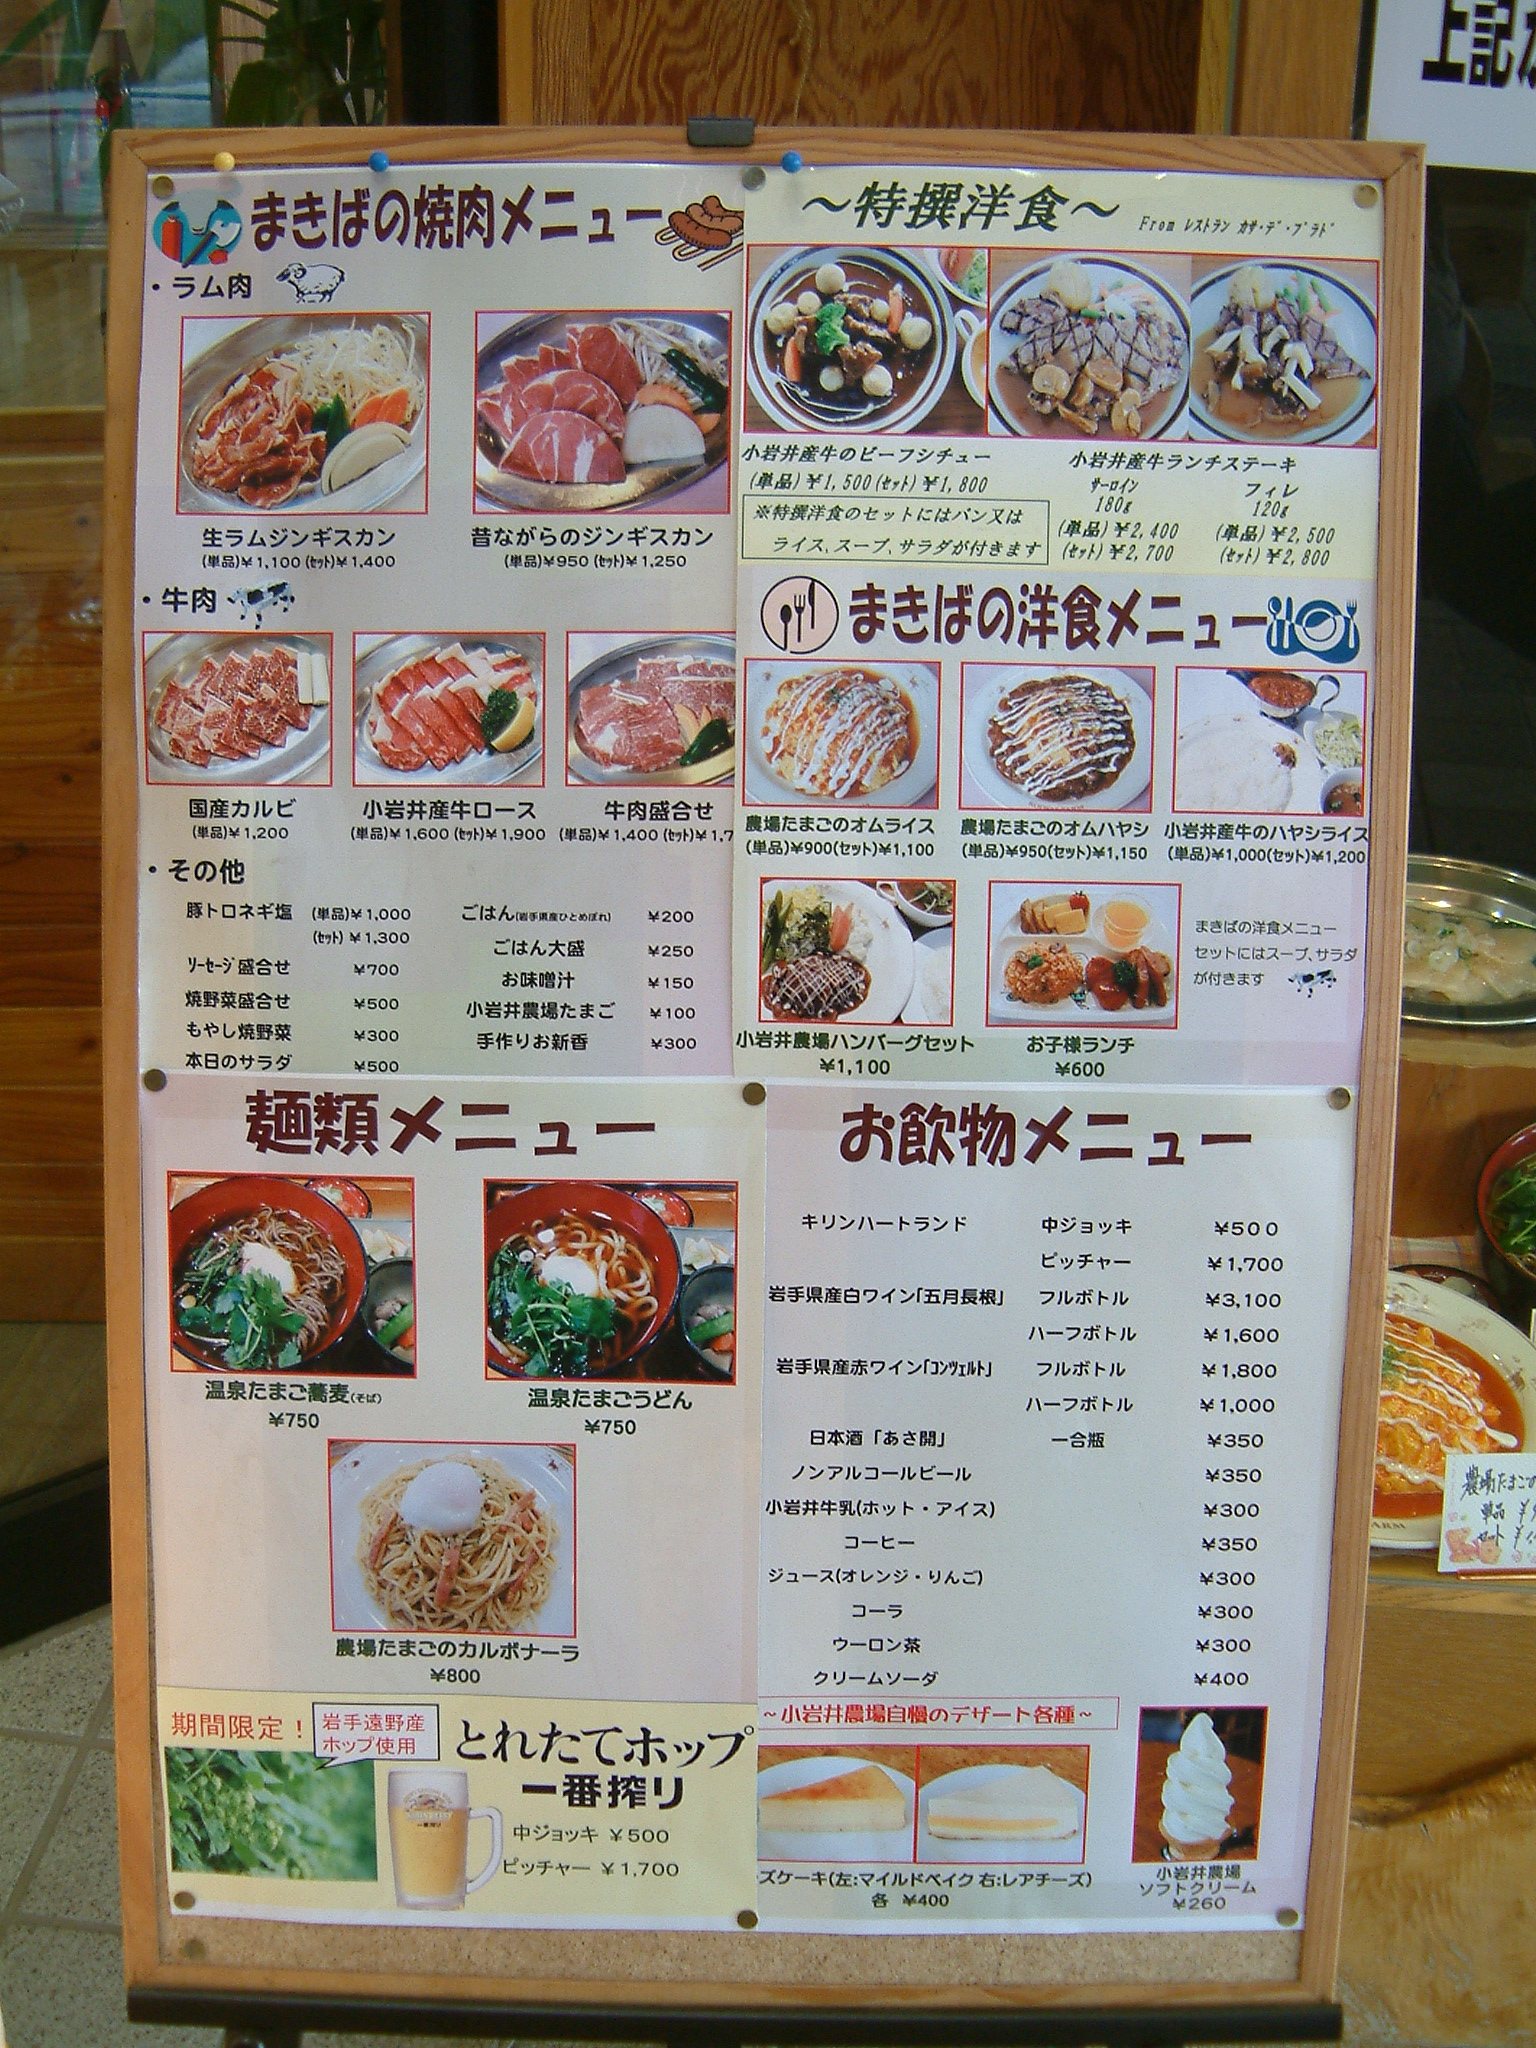 上記
まきばの焼肉メニュー
・ラム肉
生ラムジンギスカン
(単品)¥1,100 (セット)¥1,400
昔ながらのジンギスカン
(単品)¥950 (セット)¥1,250
・牛肉
国産カルビ
(単品)¥1,200
小岩井産牛ロース
(単品)¥1,600 (セット)¥1,900
牛肉盛合せ
(単品)¥1,400 (セット)¥1,7
・その他
豚トロネギ塩 (単品)¥1,000
(セット)¥1,300
ソーセージ盛合せ ¥700
焼野菜盛合せ ¥500
もやし焼野菜 ¥300
本日のサラダ ¥500
ごはん(岩手県産ひとめぼれ) ¥200
ごはん大盛 ¥250
お味噌汁 ¥150
小岩井農場たまご ¥100
手作りお新香 ¥300
～特撰洋食～
From レストラン カサ・デ・プラド
小岩井産牛のビーフシチュー
(単品)¥1,500(セット)¥1,800
※特撰洋食のセットにはパン又は
ライス、スープ、サラダが付きます
小岩井産牛ランチステーキ
サーロイン
180g
(単品)¥2,400
(セット)¥2,700
フィレ
120g
(単品)¥2,500
(セット)¥2,800
まきばの洋食メニュー
農場たまごのオムライス
(単品)¥900(セット)¥1,100
農場たまごのオムハヤシ
(単品)¥950(セット)¥1,150
小岩井産牛のハヤシライス
(単品)¥1,000(セット)¥1,200
小岩井農場ハンバーグセット
¥1,100
お子様ランチ
¥600
まきばの洋食メニュー
セットにはスープ、サラダ
が付きます
麺類メニュー
温泉たまご蕎麦(そば)
¥750
温泉たまごうどん
¥750
農場たまごのカルボナーラ
¥800
期間限定！
岩手遠野産
ホップ使用
とれたてホップ
一番搾り
中ジョッキ ¥500
ピッチャー ¥1,700
一番搾り
お飲物メニュー
キリンハートランド 中ジョッキ ¥500
ピッチャー ¥1,700
岩手県産白ワイン「五月長根」 フルボトル ¥3,100
ハーフボトル ¥1,600
岩手県産赤ワイン「コンツェルト」 フルボトル ¥1,800
ハーフボトル ¥1,000
日本酒「あさ開」 一合瓶 ¥350
ノンアルコールビール ¥350
小岩井牛乳(ホット・アイス) ¥300
コーヒー ¥350
ジュース(オレンジ・りんご) ¥300
コーラ ¥300
ウーロン茶 ¥300
クリームソーダ ¥400
～小岩井農場自慢のデザート各種～
ズケーキ(左:マイルドベイク 右:レアチーズ)
各 ¥400
小岩井農場
ソフトクリーム
¥260
農場たまごの
単品 ¥
セット ¥
ARM